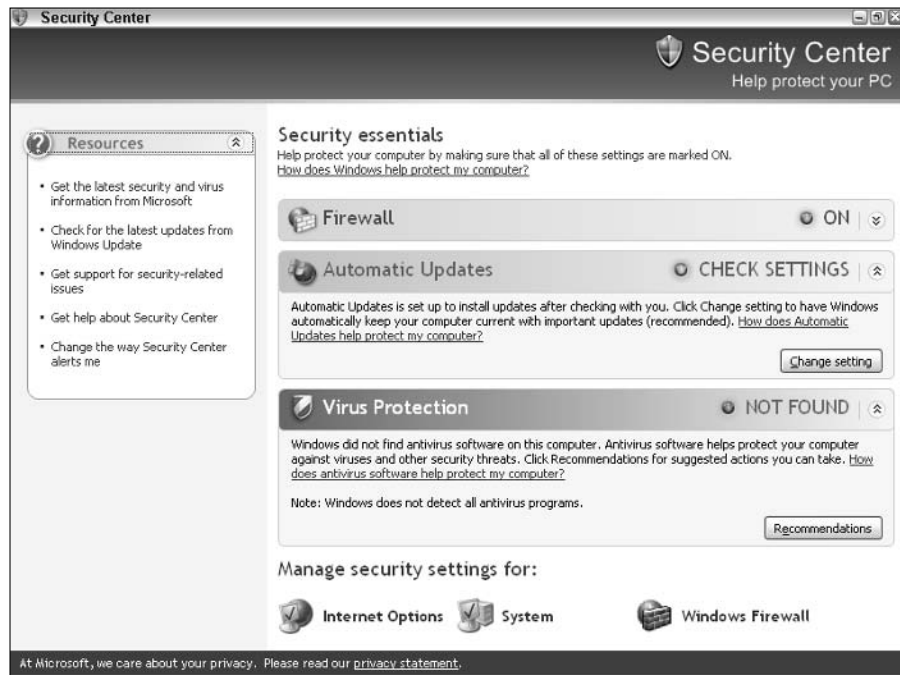 Security Center
Security Center
Help protect your PC
Resources
• Get the latest security and virus
information from Microsoft
• Check for the latest updates from
Windows Update
• Get support for security-related
issues
• Get help about Security Center
• Change the way Security Center
alerts me
Security essentials
Help protect your computer by making sure that all of these settings are marked ON.
How does Windows help protect my computer?
Firewall ON
Automatic Updates CHECK SETTINGS
Automatic Updates is set up to install updates after checking with you. Click Change setting to have Windows
automatically keep your computer current with important updates (recommended). How does Automatic
Updates help protect my computer?
Change setting
Virus Protection NOT FOUND
Windows did not find antivirus software on this computer. Antivirus software helps protect your computer
against viruses and other security threats. Click Recommendations for suggested actions you can take. How
does antivirus software help protect my computer?
Note: Windows does not detect all antivirus programs.
Recommendations
Manage security settings for:
Internet Options System Windows Firewall
At Microsoft, we care about your privacy. Please read our privacy statement.